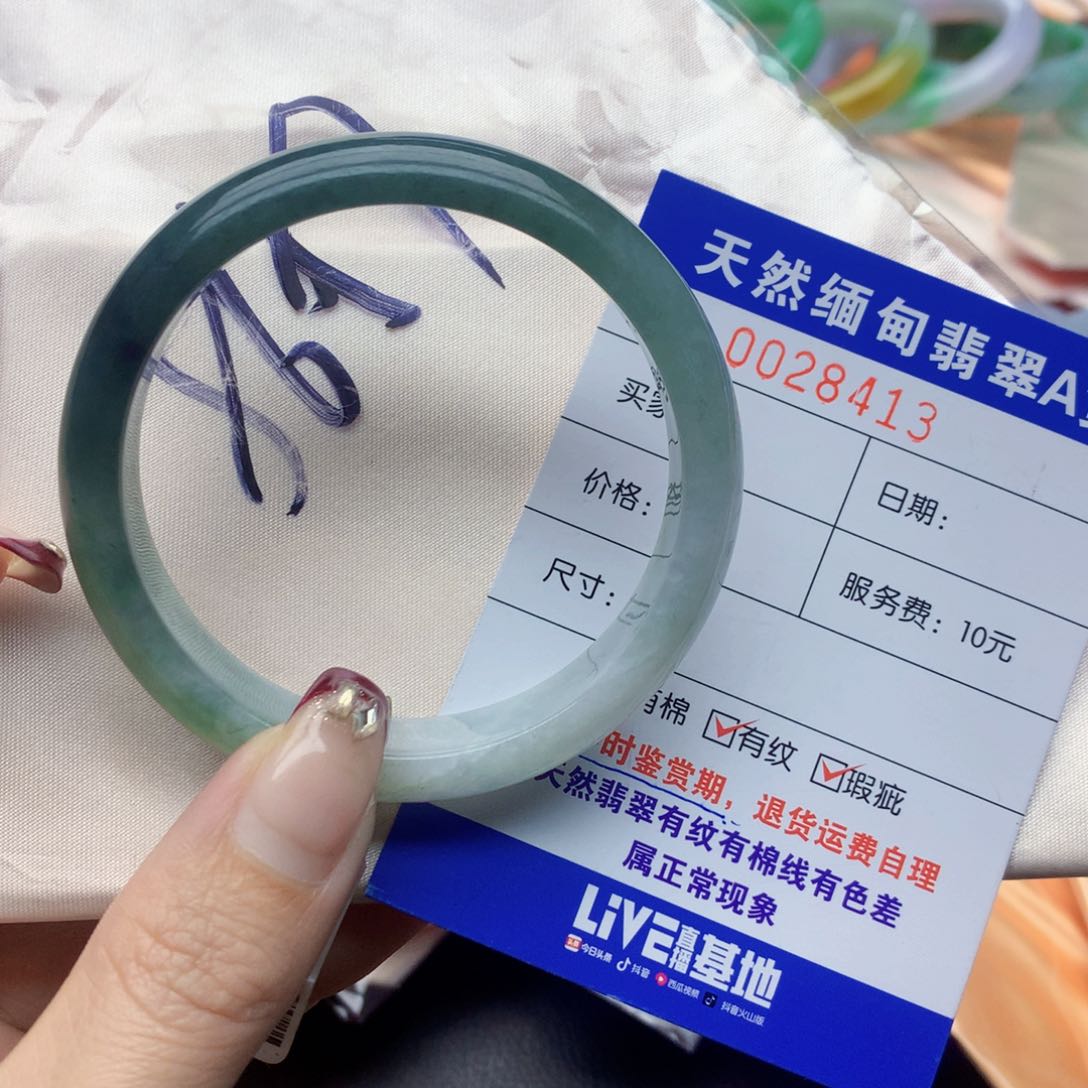 天然缅甸翡翠A
0028413
买家
价格：
日期：
尺寸：
服务费：10元
有棉 有纹 瑕疵
时鉴赏期，退货运费自理
天然翡翠有纹有棉线有色差
属正常现象
LiVE直播基地
头条 今日头条 抖音 西瓜视频 抖音火山版